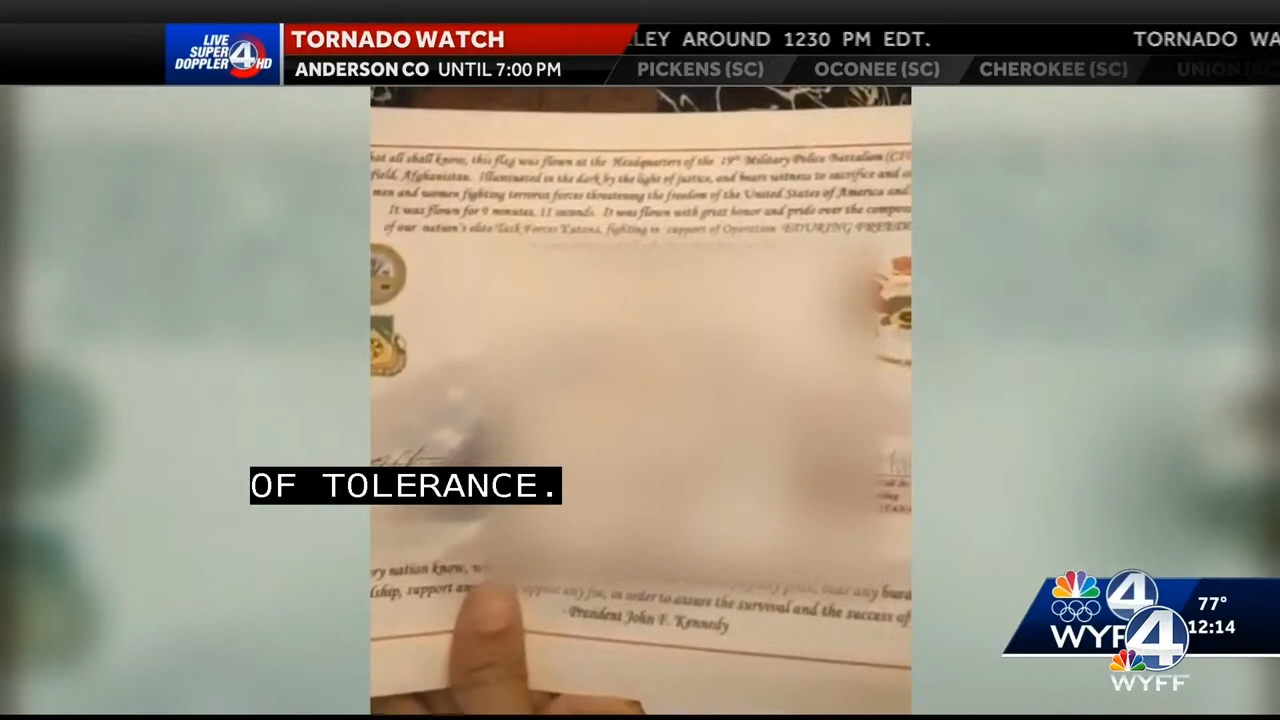 LIVE SUPER DOPPLER 4 HD
TORNADO WATCH
LEY AROUND 1230 PM EDT.
TORNADO WA
ANDERSON CO UNTIL 7:00 PM
PICKENS (SC)
OCONEE (SC)
CHEROKEE (SC)
UNION
hat all shall know, this flag was flown at the Headquarters of the 19th Military Police Battalion
field, Afghanistan. Illuminated in the dark by the light of justice, and bears witness to sacrifice and
men and women fighting terrorist forces threatening the freedom of the United States of America and
It was flown for 9 minutes, 11 seconds. It was flown with great honor and pride over the
of our nation's elite Task Forces Katana, fighting in support of Operation EDURING
OF TOLERANCE.
ry nation know,
ship, support oppose any foe, in order to assure the survival and the success of
- President John F. Kennedy
4
WYF
77°
12:14
4
WYFF